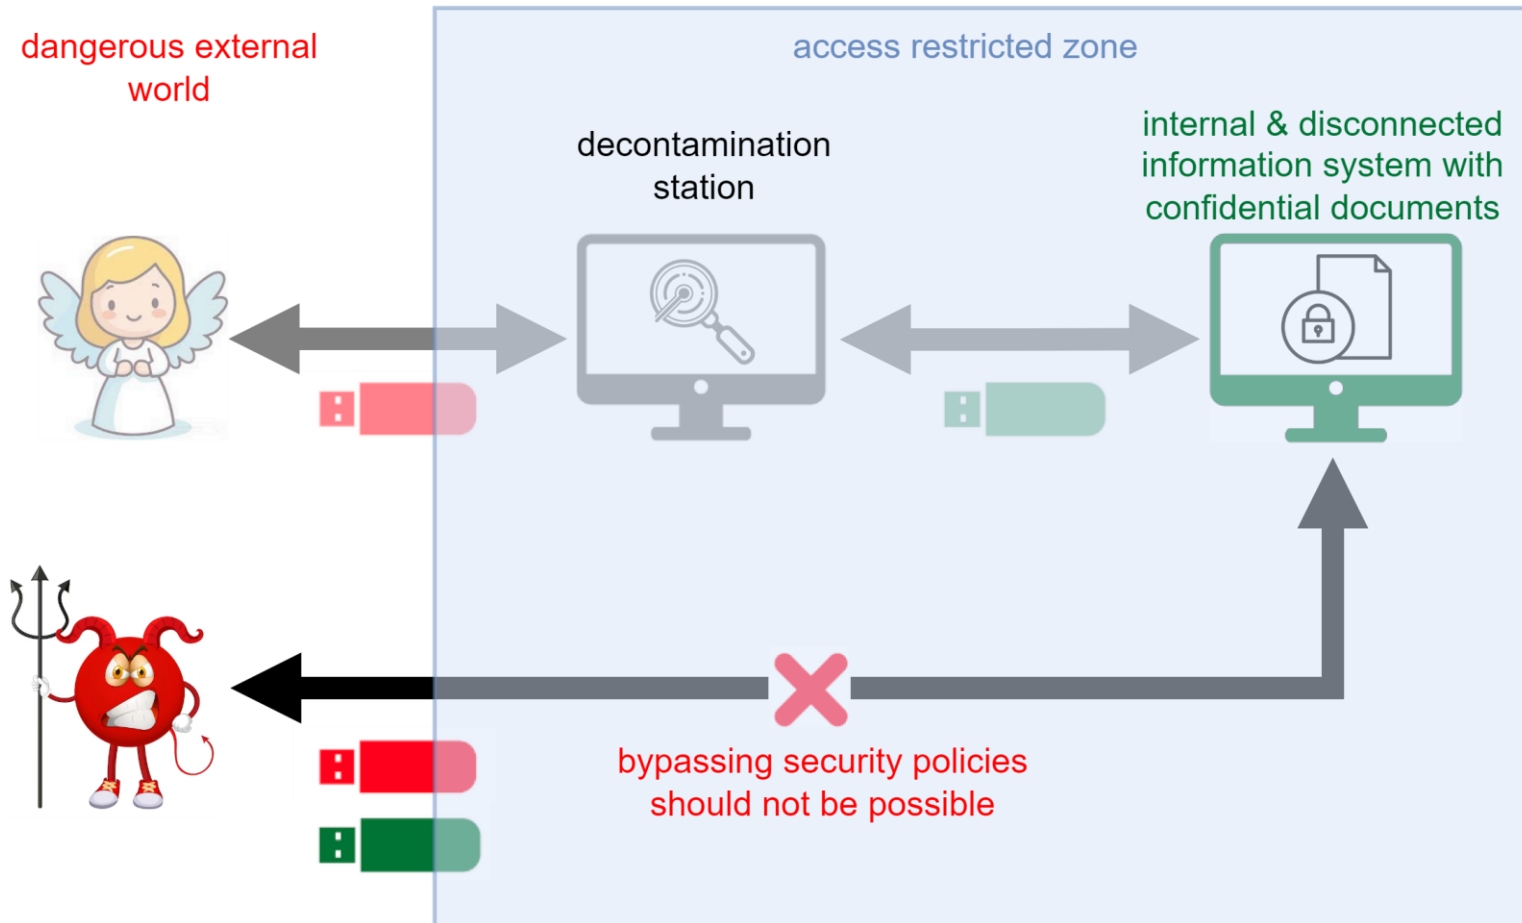 dangerous external
world
access restricted zone
decontamination
station
internal & disconnected
information system with
confidential documents
bypassing security policies
should not be possible